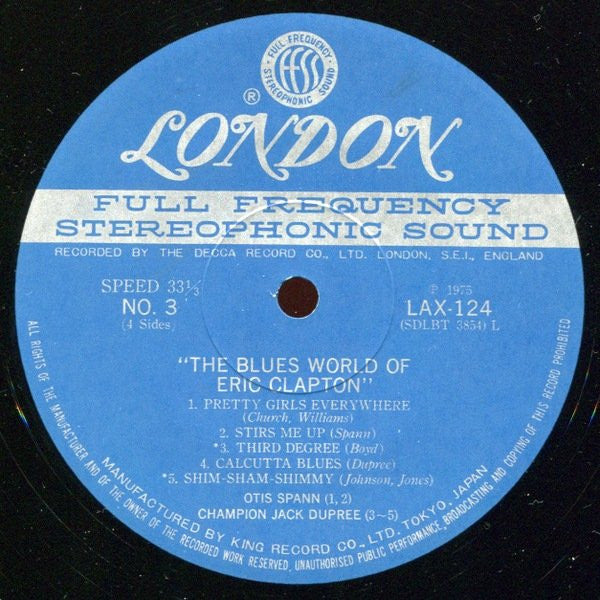 FULL FREQUENCY
STEREOPHONIC SOUND
ffss
®
LONDON
FULL FREQUENCY
STEREOPHONIC SOUND
RECORDED BY THE DECCA RECORD CO., LTD. LONDON, S.E.I., ENGLAND
SPEED 33⅓
NO. 3
(4 Sides)
℗ 1975
LAX-124
(SDLBT 3854) L
"THE BLUES WORLD OF
ERIC CLAPTON"
1. PRETTY GIRLS EVERYWHERE
(Church, Williams)
2. STIRS ME UP (Spann)
*3. THIRD DEGREE (Boyd)
4. CALCUTTA BLUES (Dupree)
*5. SHIM-SHAM-SHIMMY (Johnson, Jones)
OTIS SPANN (1, 2)
CHAMPION JACK DUPREE (3~5)
MANUFACTURED BY KING RECORD CO., LTD. TOKYO, JAPAN
ALL RIGHTS OF THE MANUFACTURER AND OF THE OWNER OF THE RECORDED WORK RESERVED, UNAUTHORISED PUBLIC PERFORMANCE, BROADCASTING AND COPYING OF THIS RECORD PROHIBITED